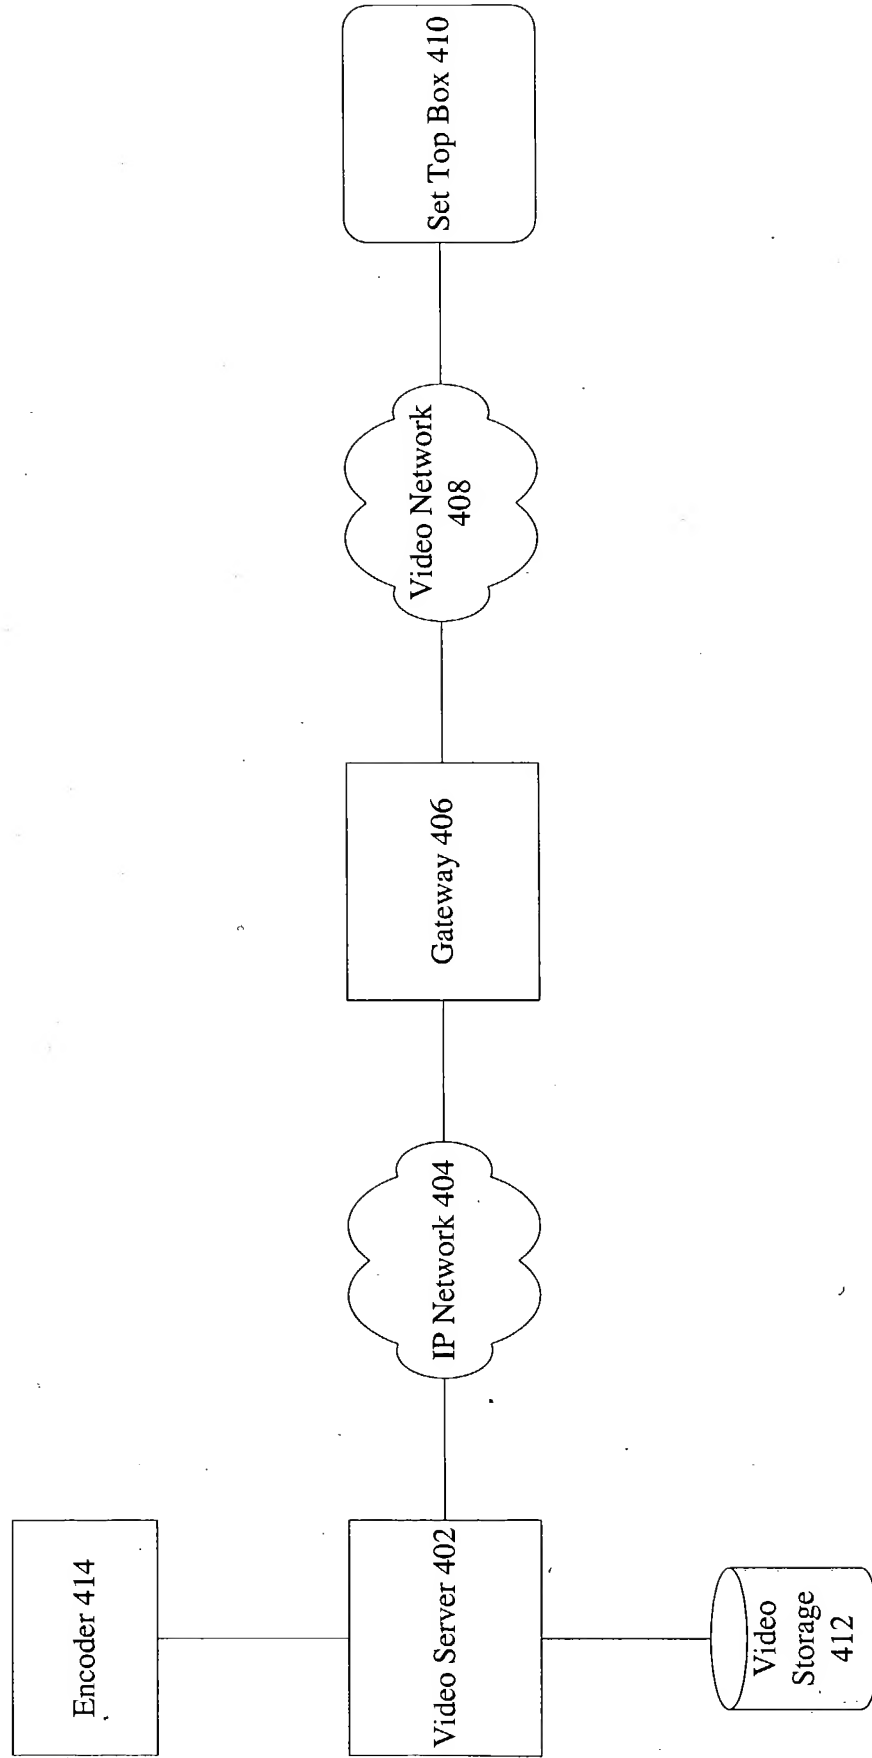 Encoder 414
Video Server 402
Video
Storage
412
IP Network 404
Gateway 406
Video Network
408
Set Top Box 410